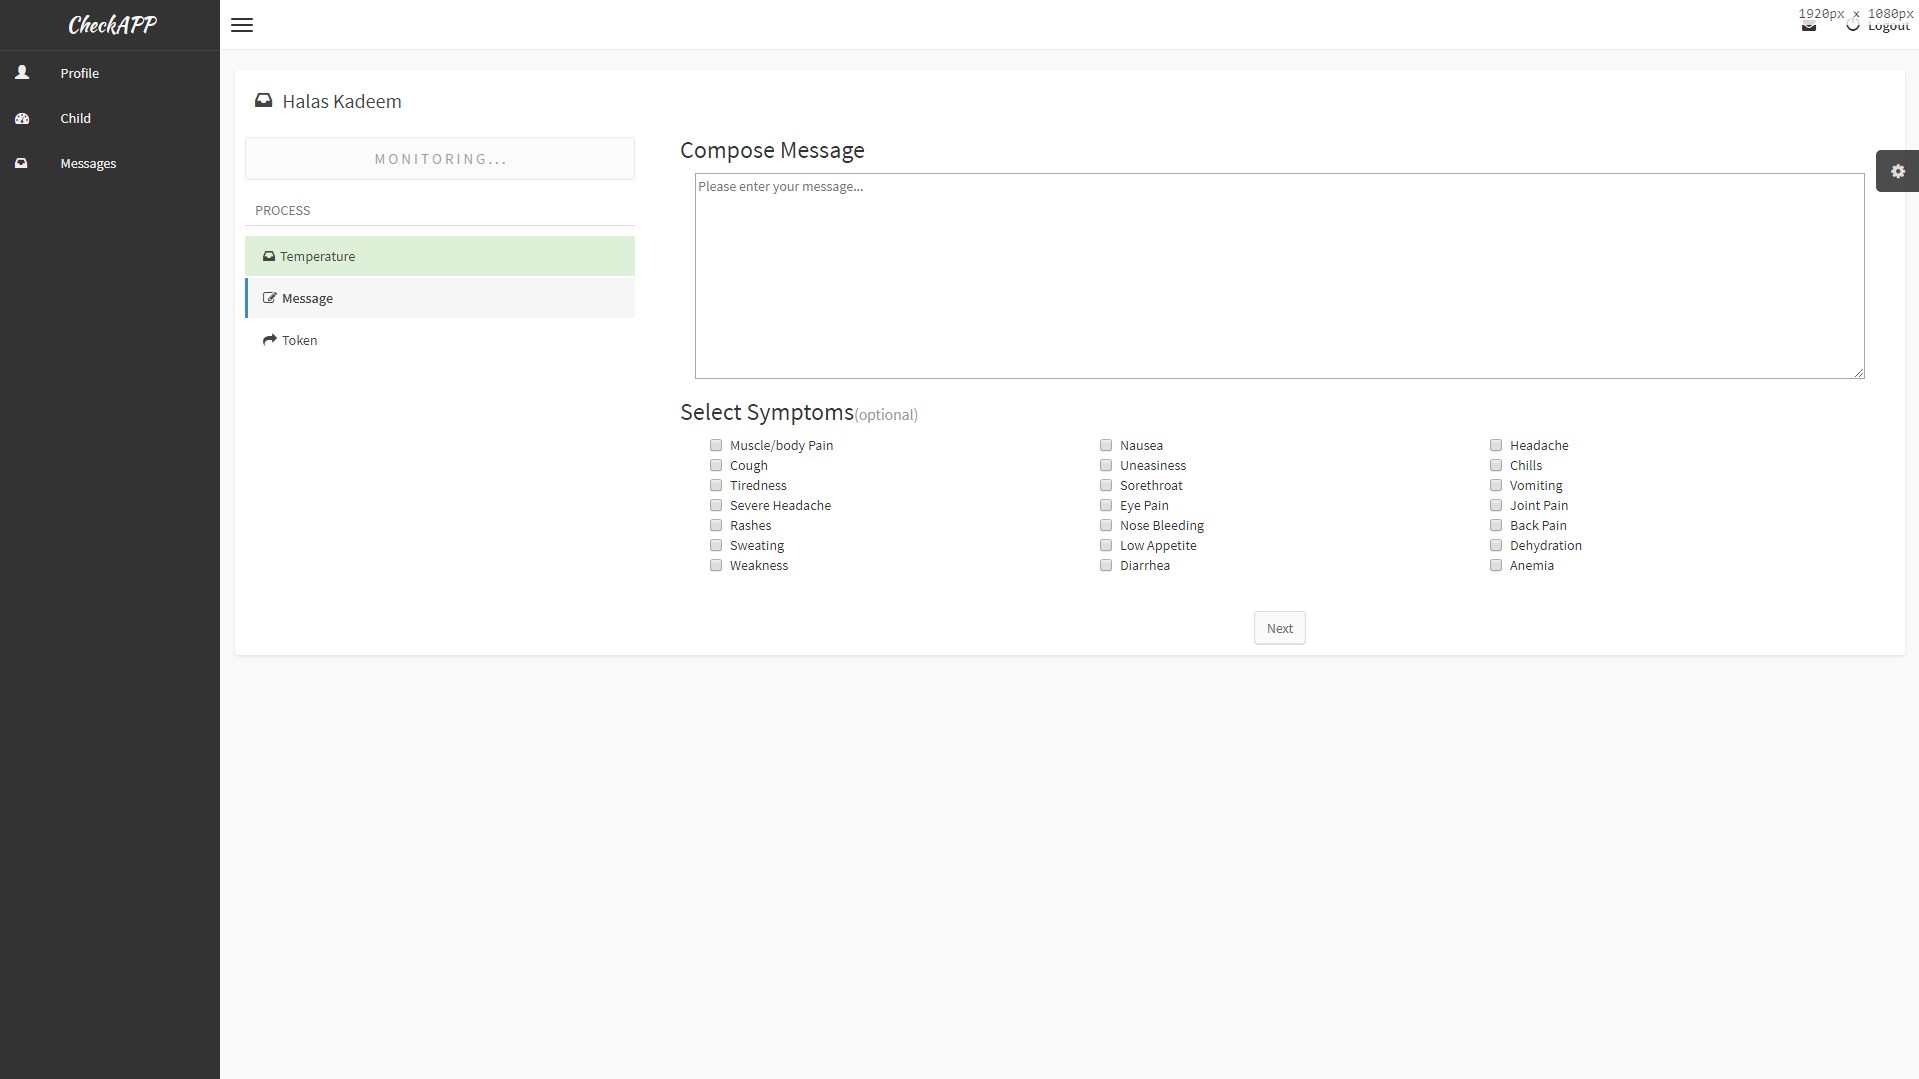 CheckAPP
1920px x 1080px
Logout
Profile
Child
Messages
Halas Kadeem
MONITORING...
PROCESS
Temperature
Message
Token
Compose Message
Please enter your message...
Select Symptoms(optional)
Muscle/body Pain Nausea Headache
Cough Uneasiness Chills
Tiredness Sorethroat Vomiting
Severe Headache Eye Pain Joint Pain
Rashes Nose Bleeding Back Pain
Sweating Low Appetite Dehydration
Weakness Diarrhea Anemia
Next